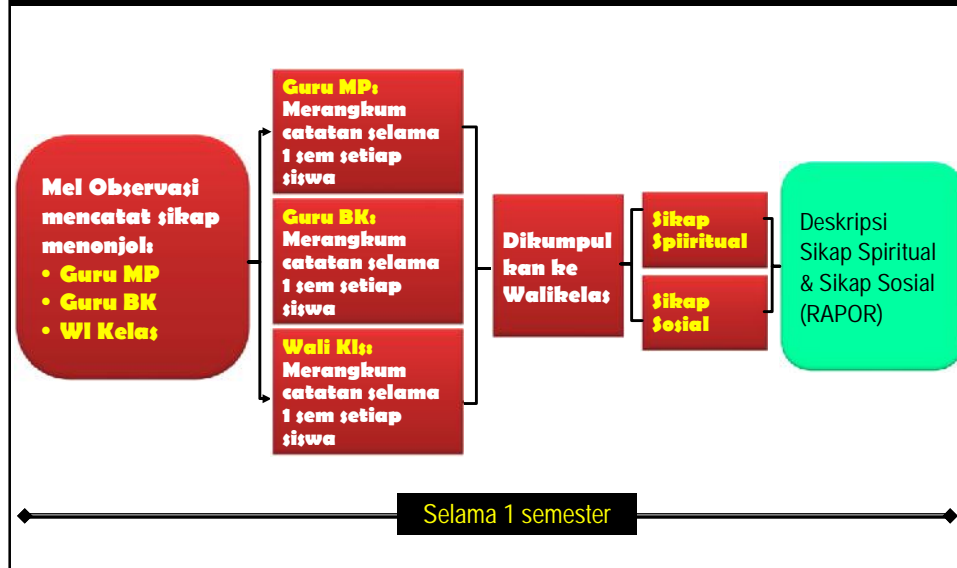 Mel Observasi
mencatat sikap
menonjol:
• Guru MP
• Guru BK
• Wl Kelas
Guru MP:
Merangkum
catatan selama
1 sem setiap
siswa
Guru BK:
Merangkum
catatan selama
1 sem setiap
siswa
Wali Kls:
Merangkum
catatan selama
1 sem setiap
siswa
Dikumpul
kan ke
Walikelas
Sikap
Spiiritual
Sikap
Sosial
Deskripsi
Sikap Spiritual
& Sikap Sosial
(RAPOR)
Selama 1 semester